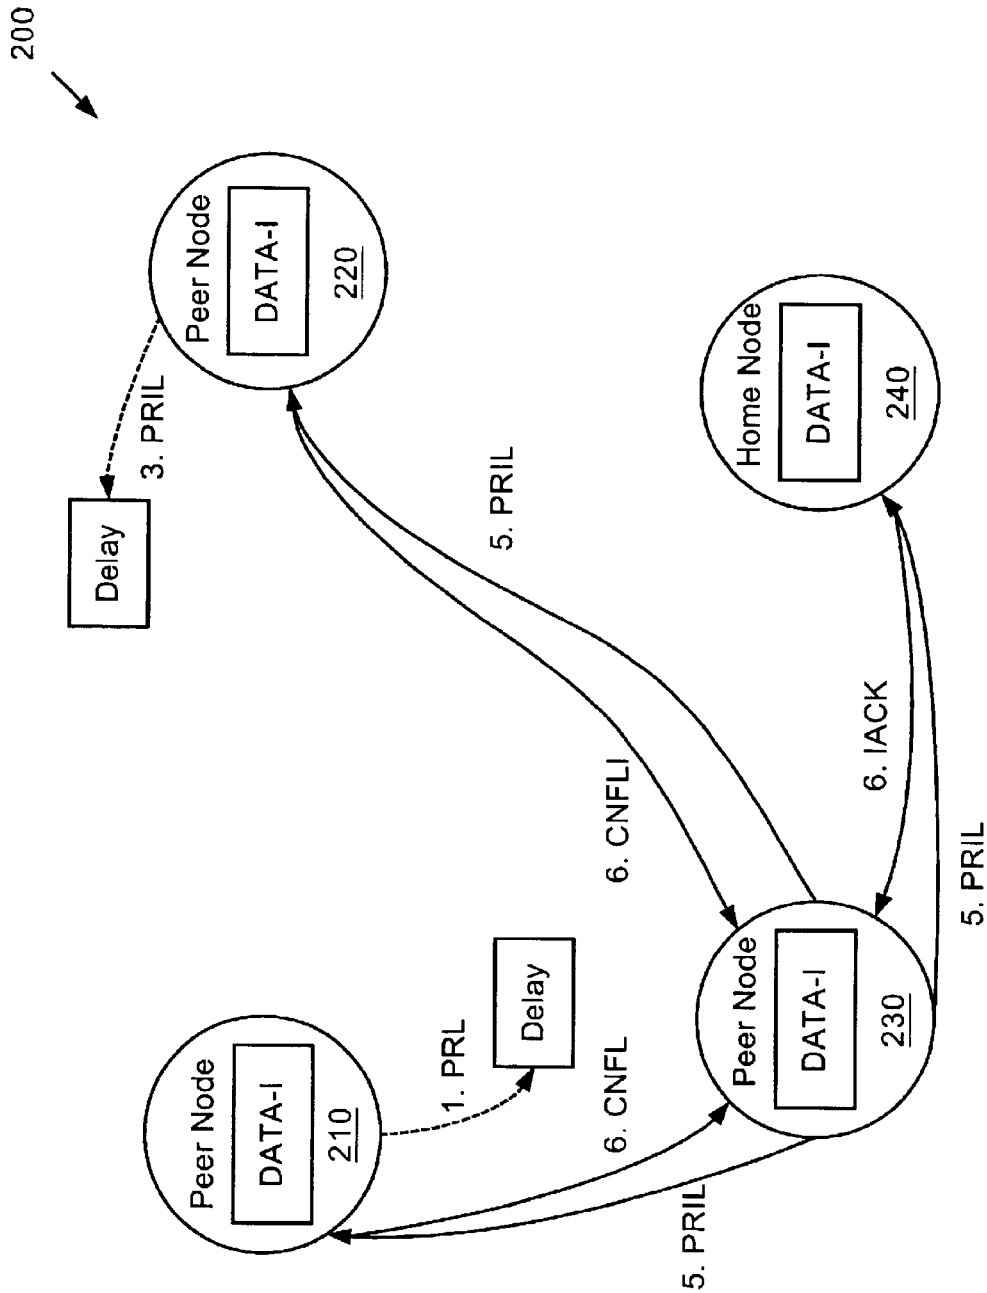 200
Peer Node
DATA-I
210
1. PRL
Delay
Peer Node
DATA-I
220
3. PRIL
Delay
5. PRIL
6. CNFL
6. CNFLI
5. PRIL
Peer Node
DATA-I
230
6. IACK
5. PRIL
Home Node
DATA-I
240